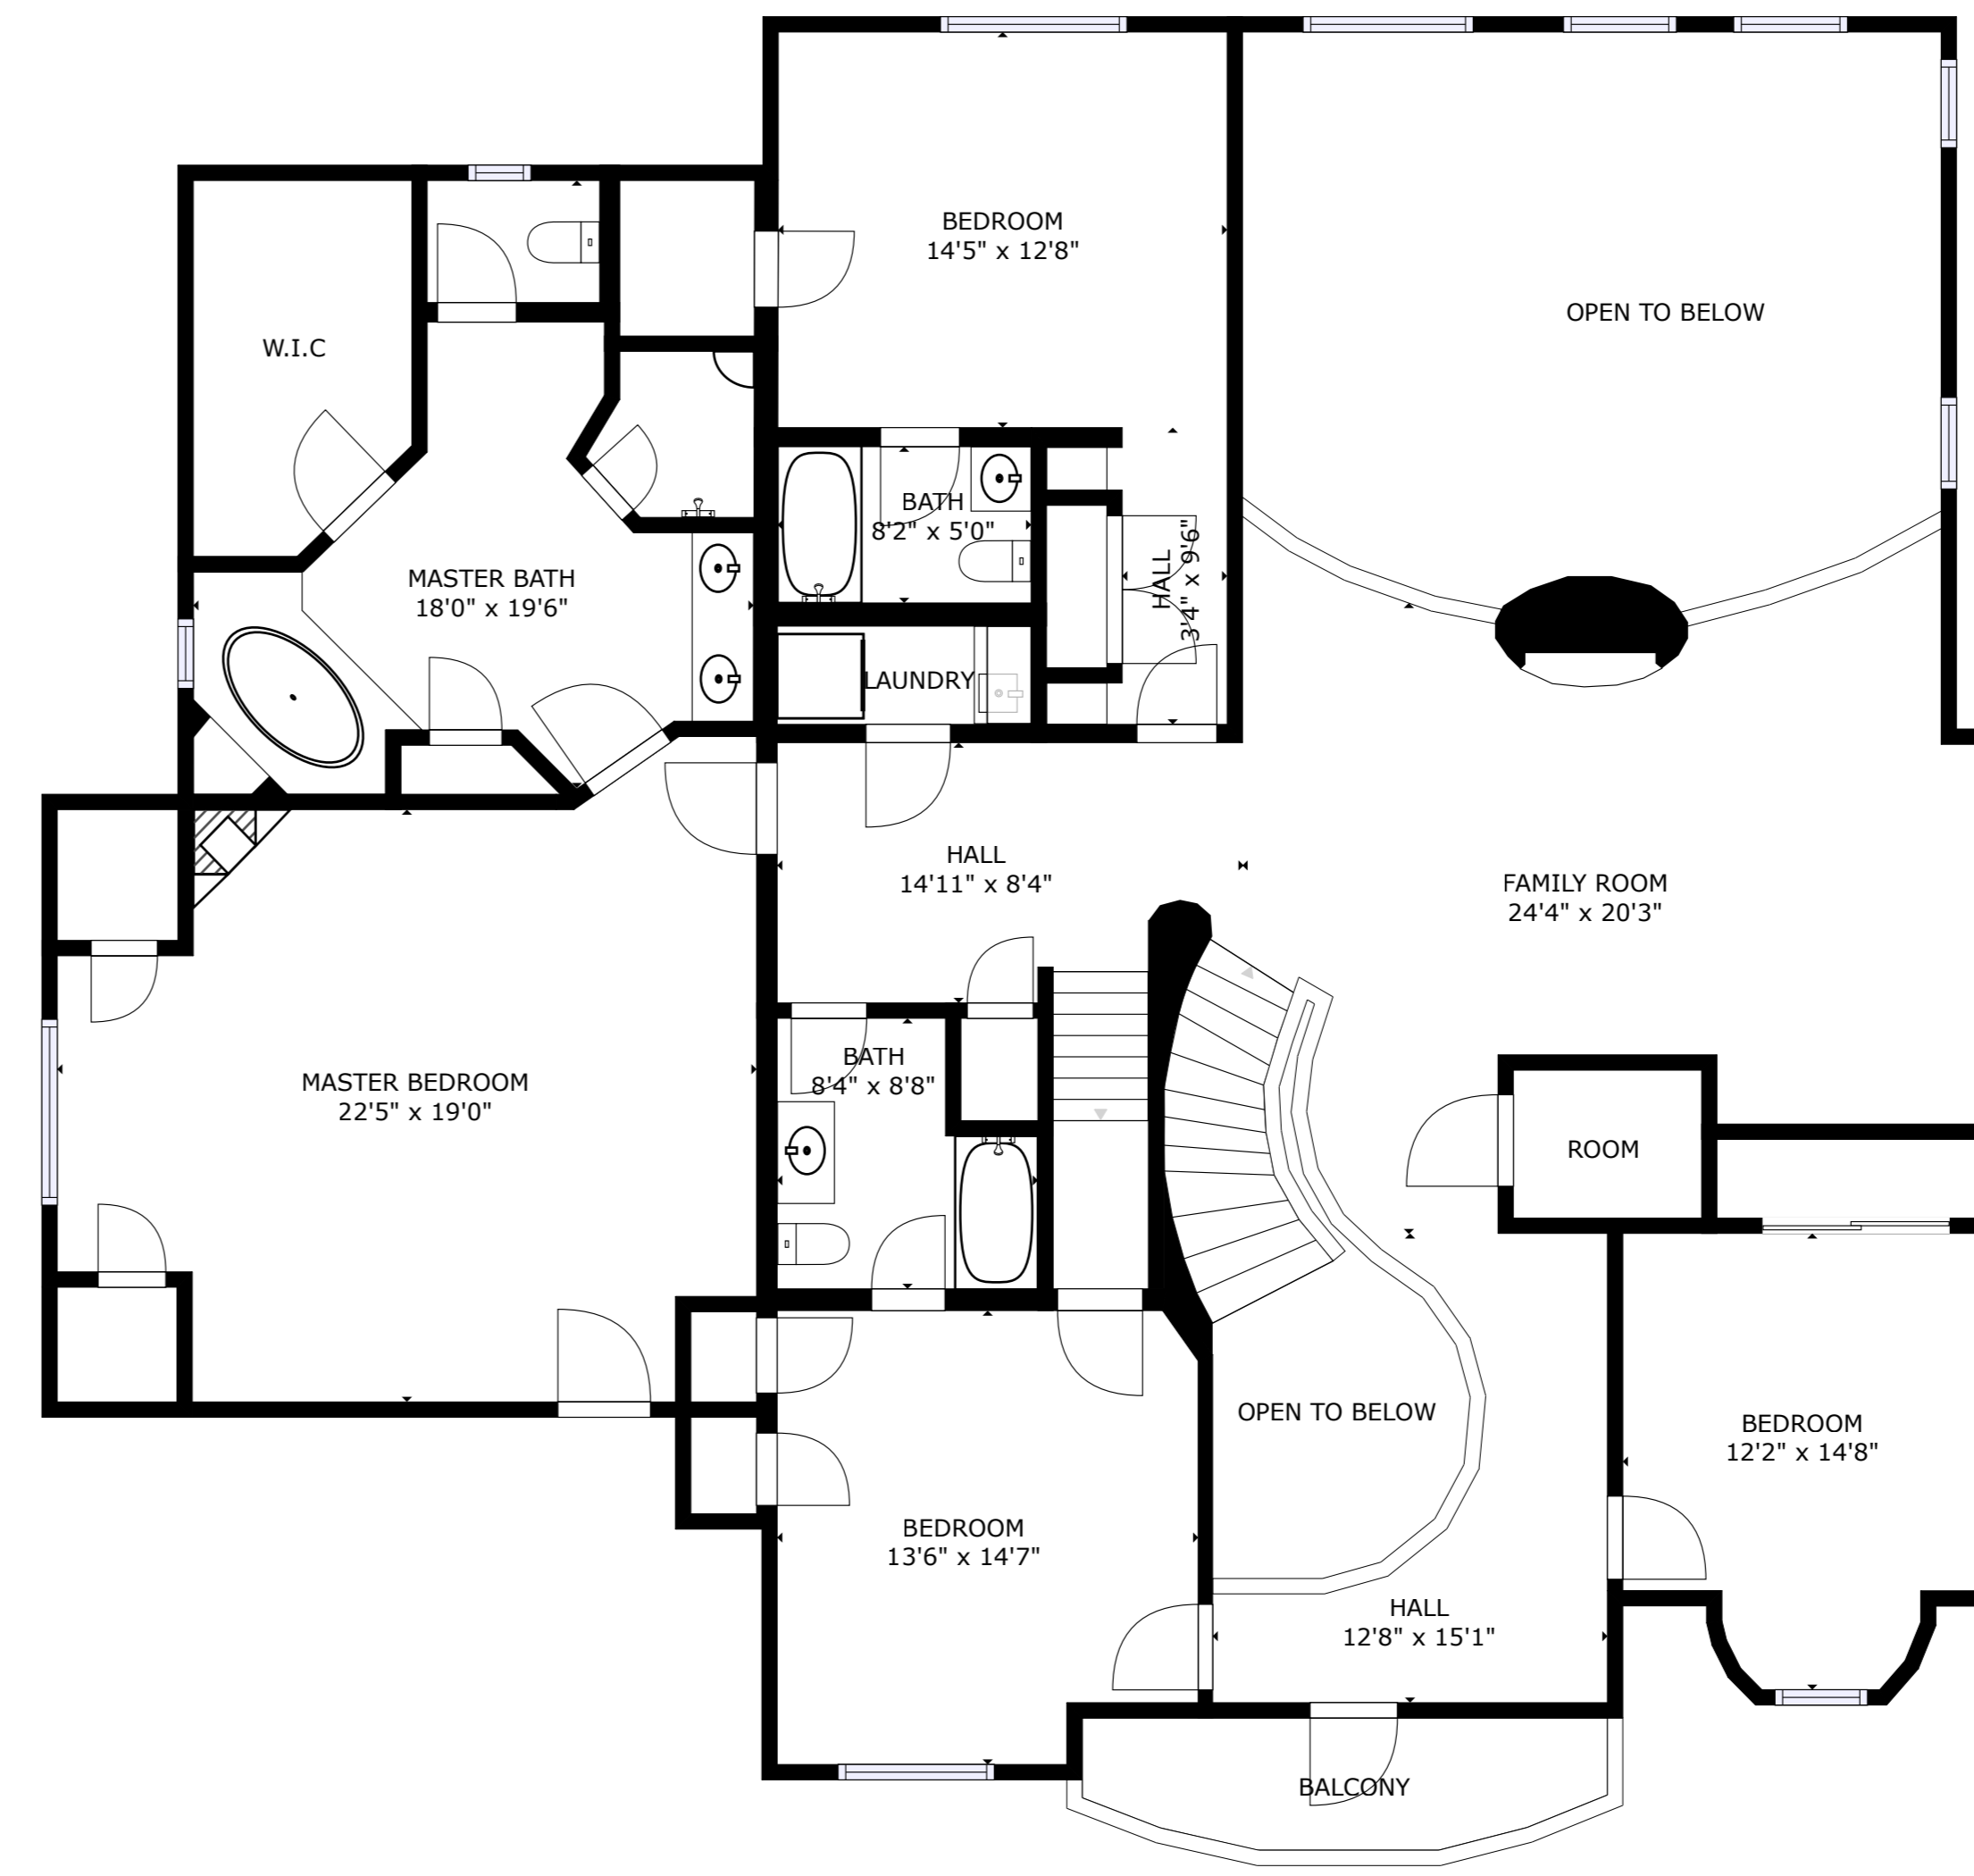 BEDROOM
14'5" x 12'8"
OPEN TO BELOW
W.I.C
BATH
8'2" x 5'0"
HALL
3'4" x 9'6"
MASTER BATH
18'0" x 19'6"
LAUNDRY
HALL
14'11" x 8'4"
FAMILY ROOM
24'4" x 20'3"
BATH
8'4" x 8'8"
MASTER BEDROOM
22'5" x 19'0"
ROOM
OPEN TO BELOW
BEDROOM
12'2" x 14'8"
BEDROOM
13'6" x 14'7"
HALL
12'8" x 15'1"
BALCONY